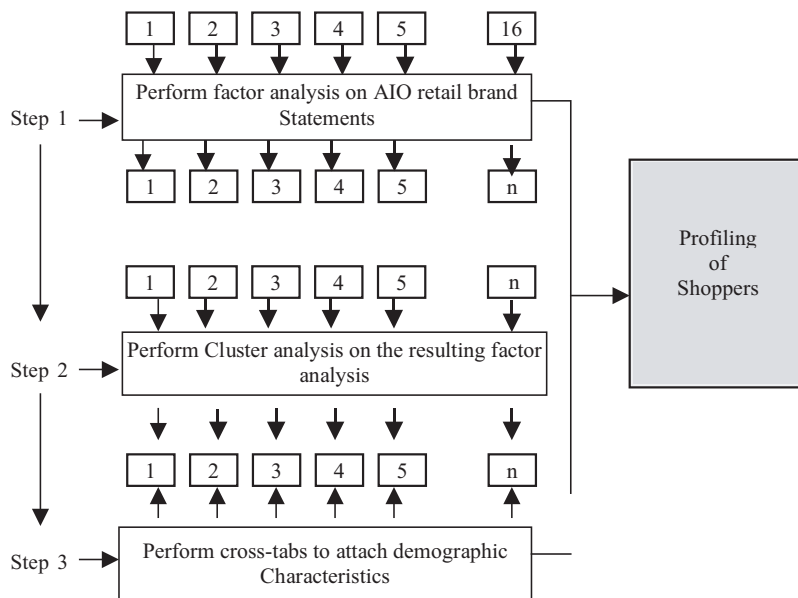 1 2 3 4 5 16
Step 1
Perform factor analysis on AIO retail brand
Statements
1 2 3 4 5 n
Profiling
of
Shoppers
1 2 3 4 5 n
Step 2
Perform Cluster analysis on the resulting factor
analysis
1 2 3 4 5 n
Step 3
Perform cross-tabs to attach demographic
Characteristics